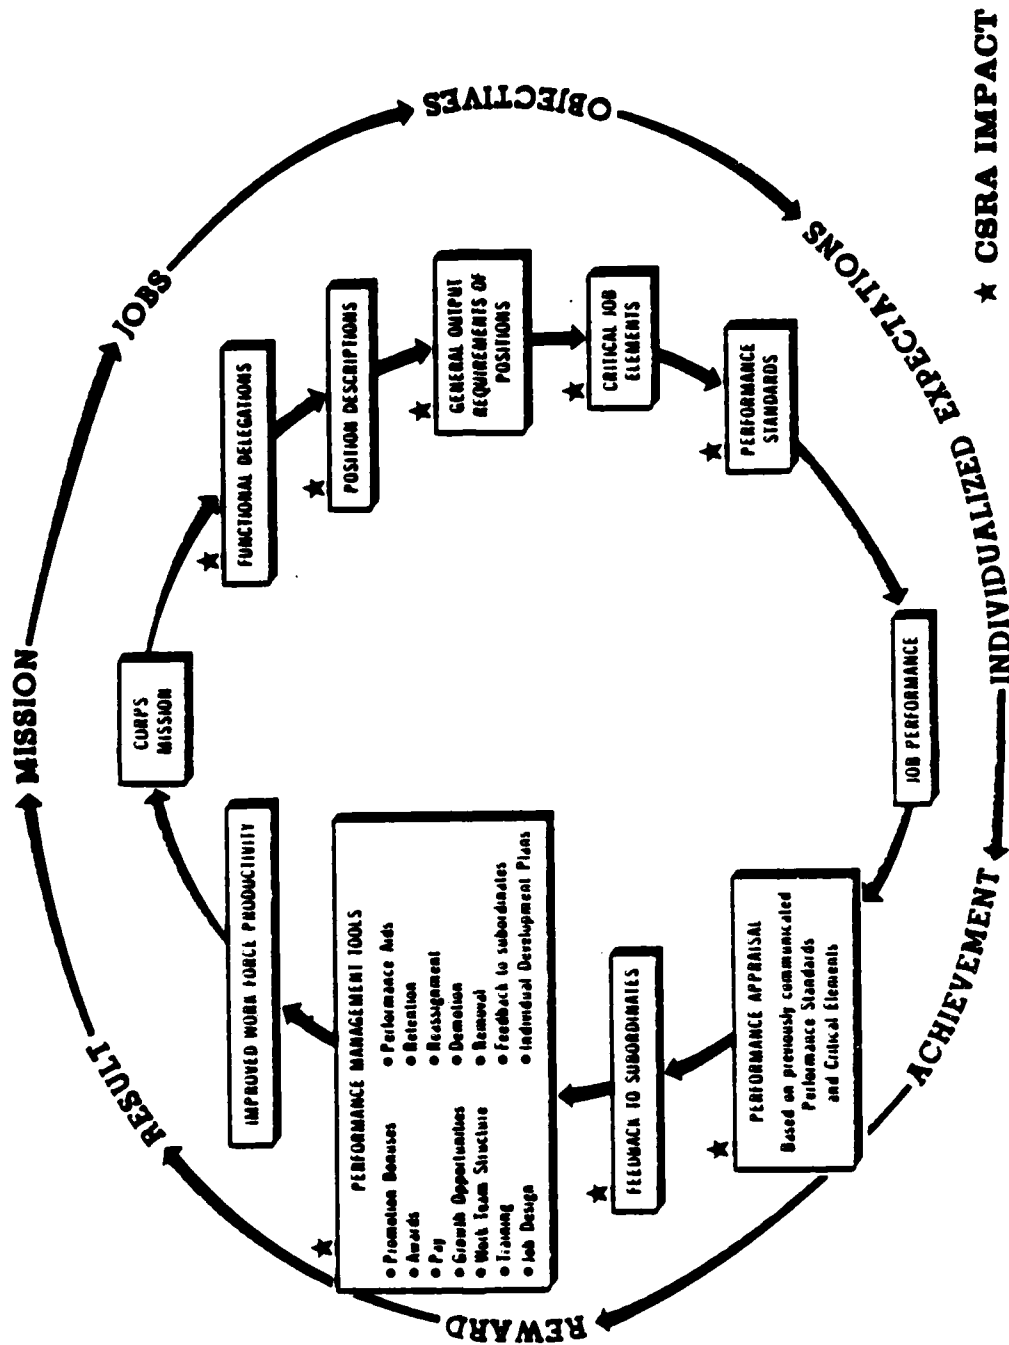 MISSION
JOBS
OBJECTIVES
INDIVIDUALIZED EXPECTATIONS
ACHIEVEMENT
REWARD
RESULT
CORPS
MISSION
★ FUNCTIONAL DELEGATIONS
★ POSITION DESCRIPTIONS
★ GENERAL OUTPUT
REQUIREMENTS OF
POSITIONS
★ CRITICAL JOB
ELEMENTS
★ PERFORMANCE
STANDARDS
JOB PERFORMANCE
★ PERFORMANCE APPRAISAL
Based on previously communicated
Performance Standards
and Critical Elements
★ FEEDBACK TO SUBORDINATES
★ PERFORMANCE MANAGEMENT TOOLS
● Promotion Bonuses
● Awards
● Pay
● Growth Opportunities
● Work Team Structure
● Training
● Job Design
● Performance Aids
● Retention
● Reassignment
● Demotion
● Removal
● Feedback to subordinates
● Individual Development Plans
IMPROVED WORK FORCE PRODUCTIVITY
★ CSRA IMPACT